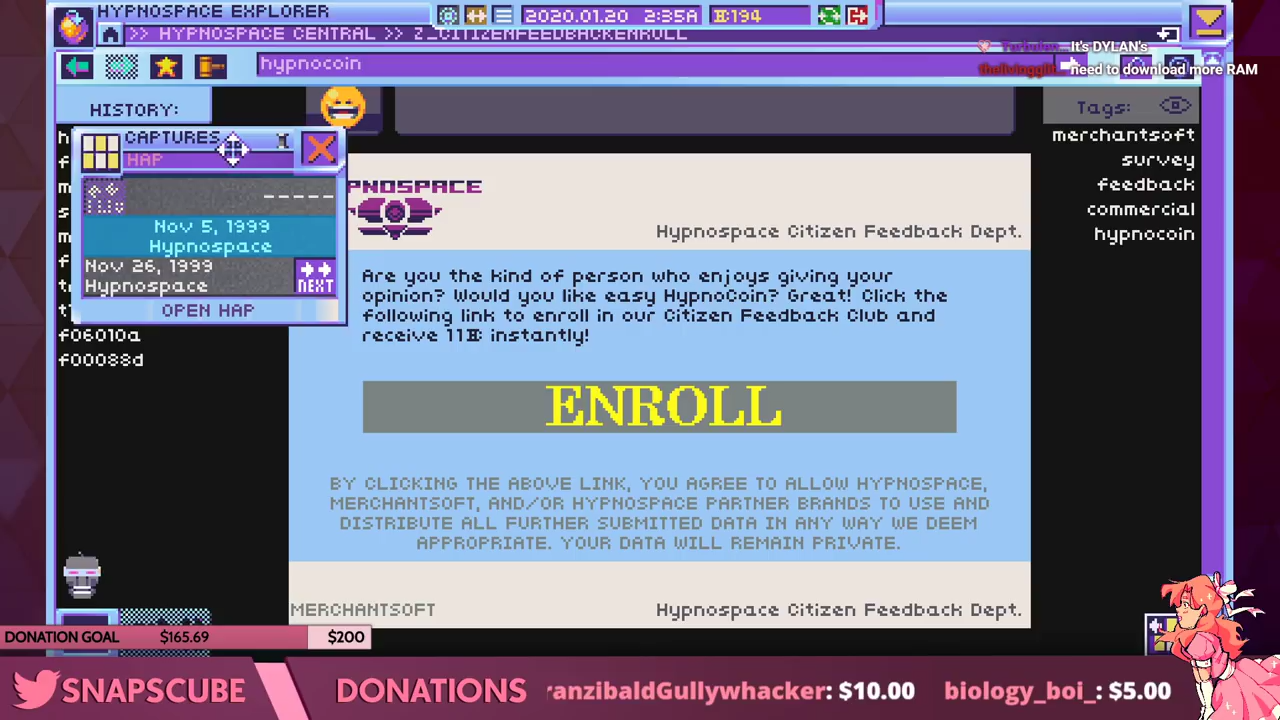 HYPNOSPACE EXPLORER
2020.01.20 2:35A
194
>> HYPNOSPACE CENTRAL >> Z_CITIZENFEEDBACKENROLL
It's DYLAN's
need to download more RAM
hypnocoin
HISTORY:
Tags:
CAPTURES
HAP
merchantsoft
survey
feedback
commercial
hypnocoin
Nov 5, 1999
Hypnospace
Nov 26, 1999
Hypnospace
NEXT
OPEN HAP
f06010a
f00088d
PNOSPACE
Hypnospace Citizen Feedback Dept.
Are you the kind of person who enjoys giving your
opinion? Would you like easy HypnoCoin? Great! Click the
following link to enroll in our Citizen Feedback Club and
receive 11 instantly!
ENROLL
BY CLICKING THE ABOVE LINK, YOU AGREE TO ALLOW HYPNOSPACE,
MERCHANTSOFT, AND/OR HYPNOSPACE PARTNER BRANDS TO USE AND
DISTRIBUTE ALL FURTHER SUBMITTED DATA IN ANY WAY WE DEEM
APPROPRIATE. YOUR DATA WILL REMAIN PRIVATE.
MERCHANTSOFT
Hypnospace Citizen Feedback Dept.
DONATION GOAL $165.69 $200
SNAPSCUBE
DONATIONS
ranzibaldGullywhacker: $10.00 biology_boi_: $5.00